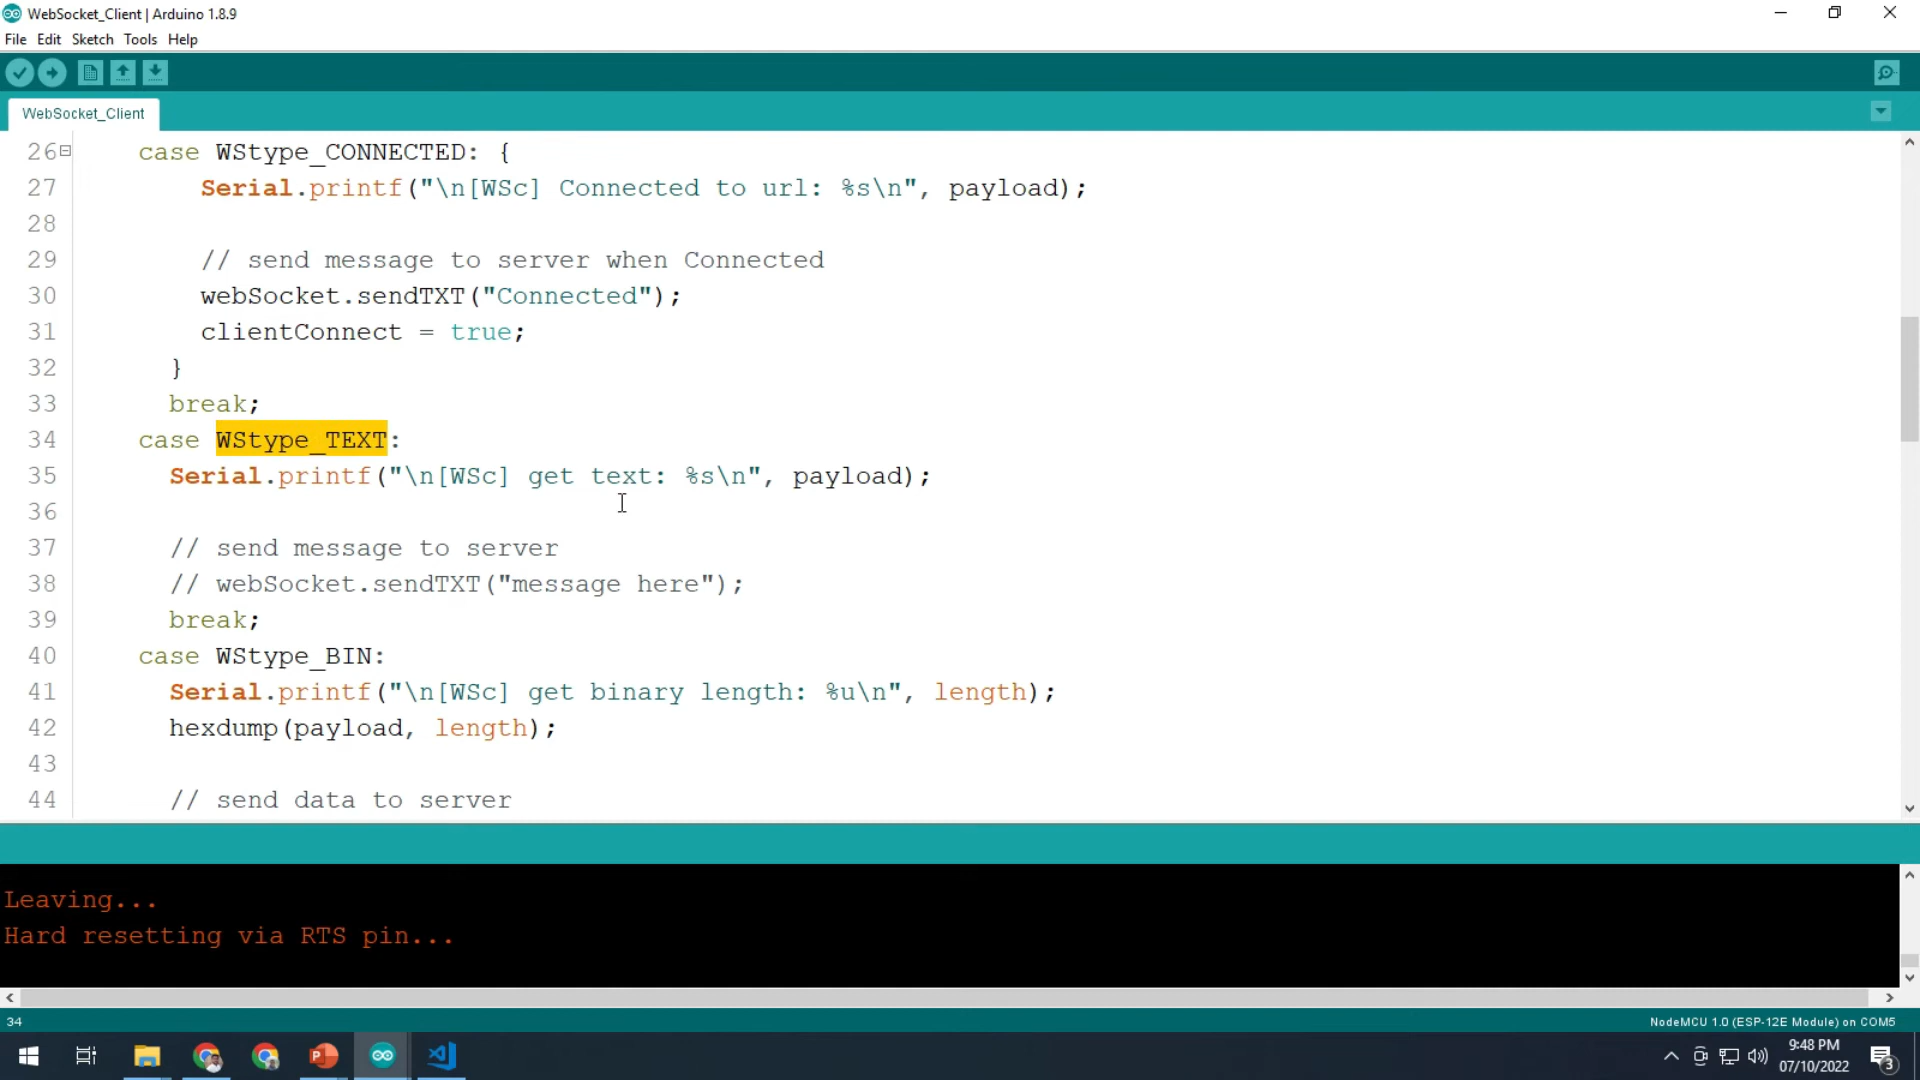 WebSocket_Client | Arduino 1.8.9
File Edit Sketch Tools Help
WebSocket_Client
26 case WStype_CONNECTED: {
27 Serial.printf("\n[WSc] Connected to url: %s\n", payload);
28
29 // send message to server when Connected
30 webSocket.sendTXT("Connected");
31 clientConnect = true;
32 }
33 break;
34 case WStype_TEXT:
35 Serial.printf("\n[WSc] get text: %s\n", payload);
36
37 // send message to server
38 // webSocket.sendTXT("message here");
39 break;
40 case WStype_BIN:
41 Serial.printf("\n[WSc] get binary length: %u\n", length);
42 hexdump(payload, length);
43
44 // send data to server
Leaving...
Hard resetting via RTS pin...
34 NodeMCU 1.0 (ESP-12E Module) on COM5
9:48 PM
07/10/2022
3